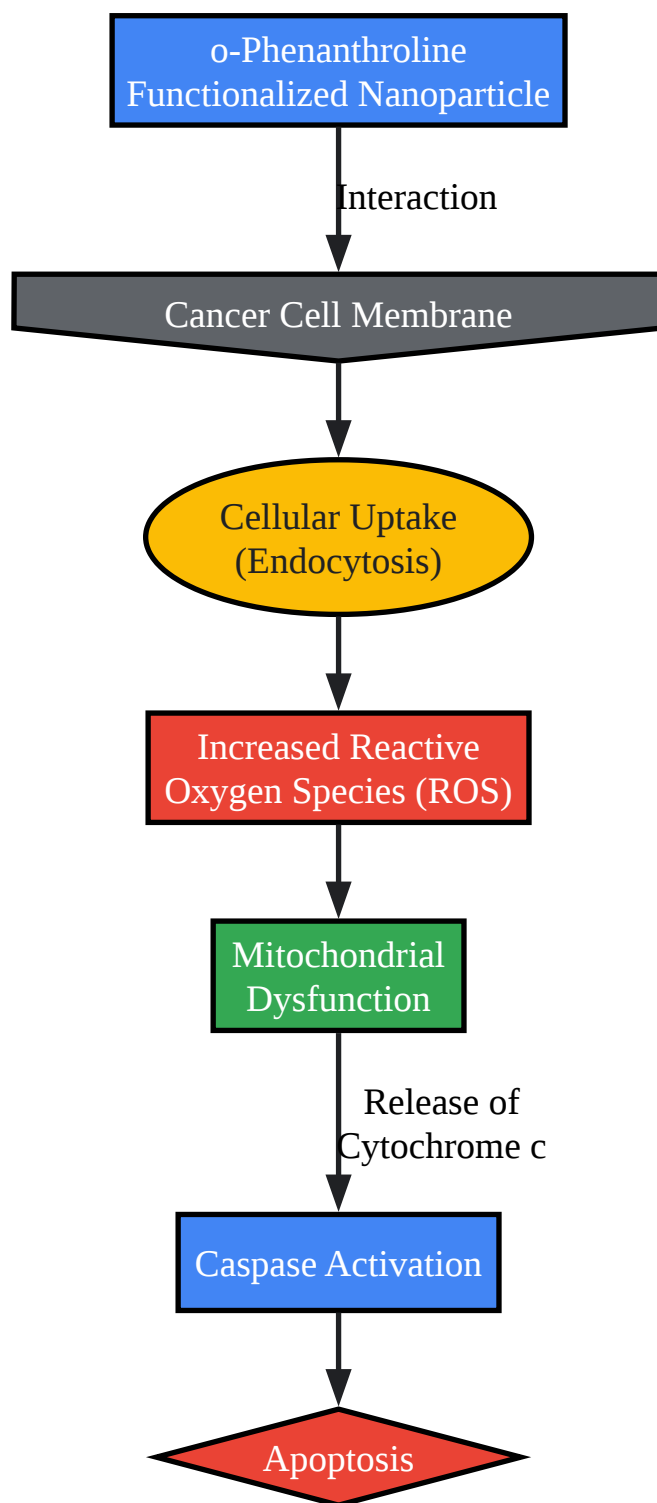 o-Phenanthroline
Functionalized Nanoparticle
Interaction
Cancer Cell Membrane
Cellular Uptake
(Endocytosis)
Increased Reactive
Oxygen Species (ROS)
Mitochondrial
Dysfunction
Release of
Cytochrome c
Caspase Activation
Apoptosis